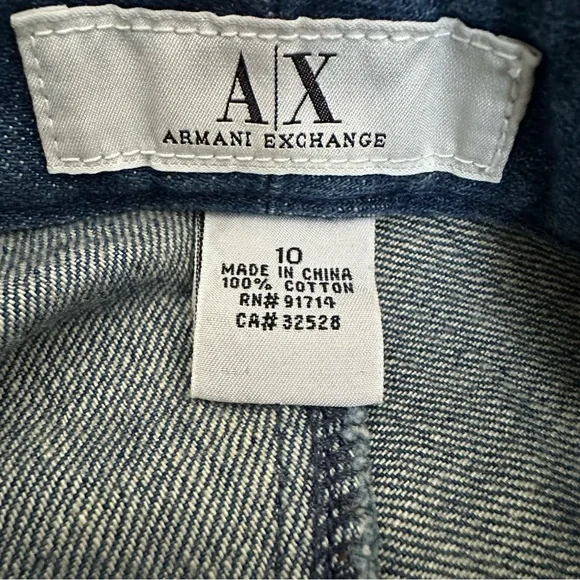 A|X
ARMANI EXCHANGE
10
MADE IN CHINA
100% COTTON
RN# 91714
CA# 32528